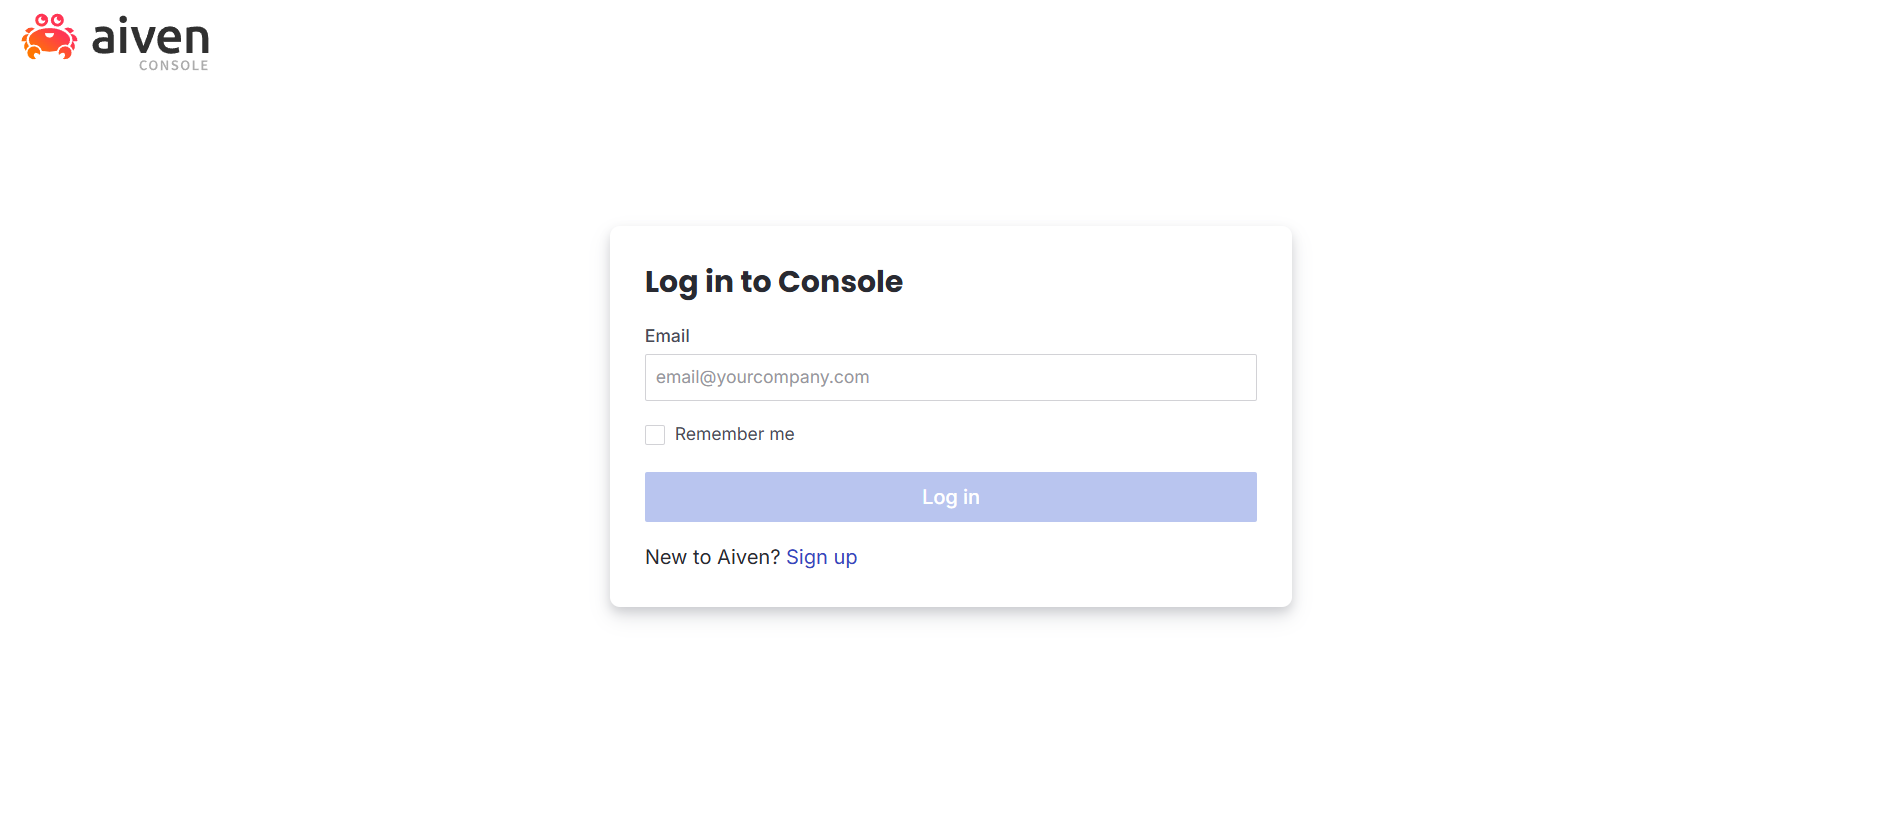 aiven
CONSOLE
Log in to Console
Email
email@yourcompany.com
Remember me
Log in
New to Aiven? Sign up